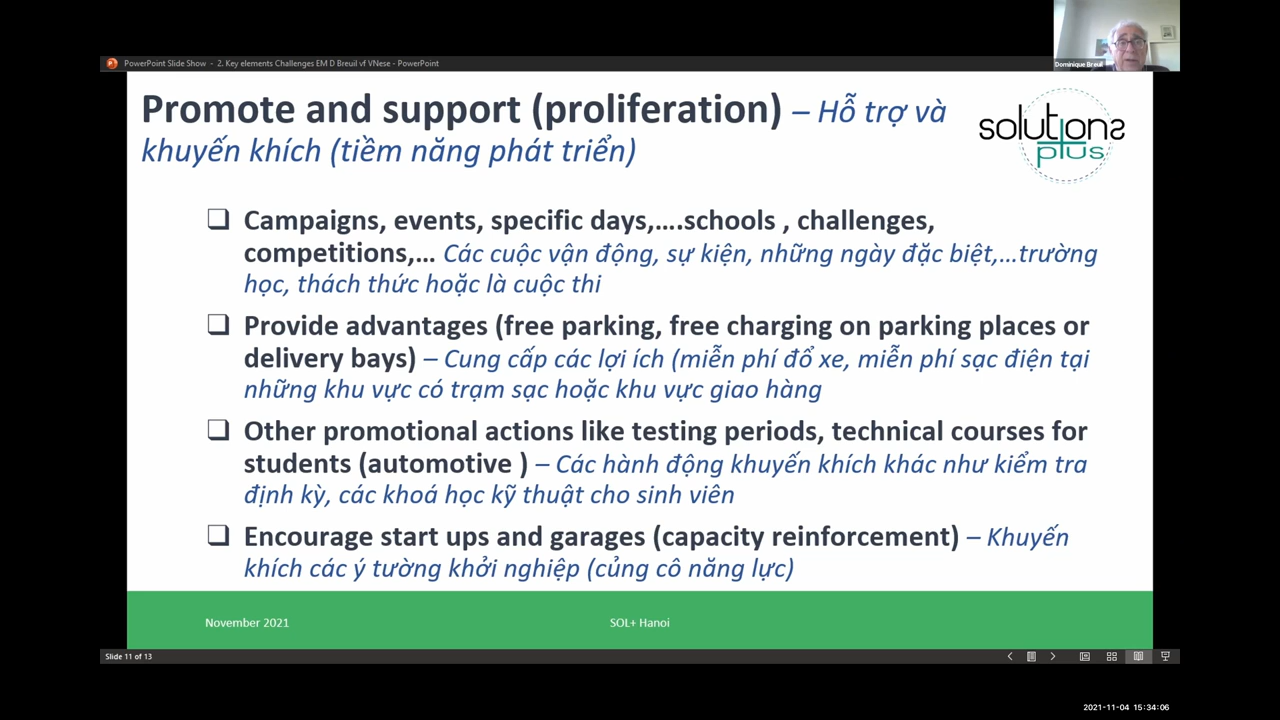 Dominique Breuil
PowerPoint Slide Show - 2. Key elements Challenges EM D Breuil vf VNese - PowerPoint
Promote and support (proliferation) – Hỗ trợ và
khuyến khích (tiềm năng phát triển)
solutions
plus
❑ Campaigns, events, specific days,….schools , challenges,
competitions,… Các cuộc vận động, sự kiện, những ngày đặc biệt,…trường
học, thách thức hoặc là cuộc thi
❑ Provide advantages (free parking, free charging on parking places or
delivery bays) – Cung cấp các lợi ích (miễn phí đổ xe, miễn phí sạc điện tại
những khu vực có trạm sạc hoặc khu vực giao hàng
❑ Other promotional actions like testing periods, technical courses for
students (automotive ) – Các hành động khuyến khích khác như kiểm tra
định kỳ, các khoá học kỹ thuật cho sinh viên
❑ Encourage start ups and garages (capacity reinforcement) – Khuyến
khích các ý tường khởi nghiệp (củng cô năng lực)
November 2021
SOL+ Hanoi
Slide 11 of 13
2021-11-04 15:34:06